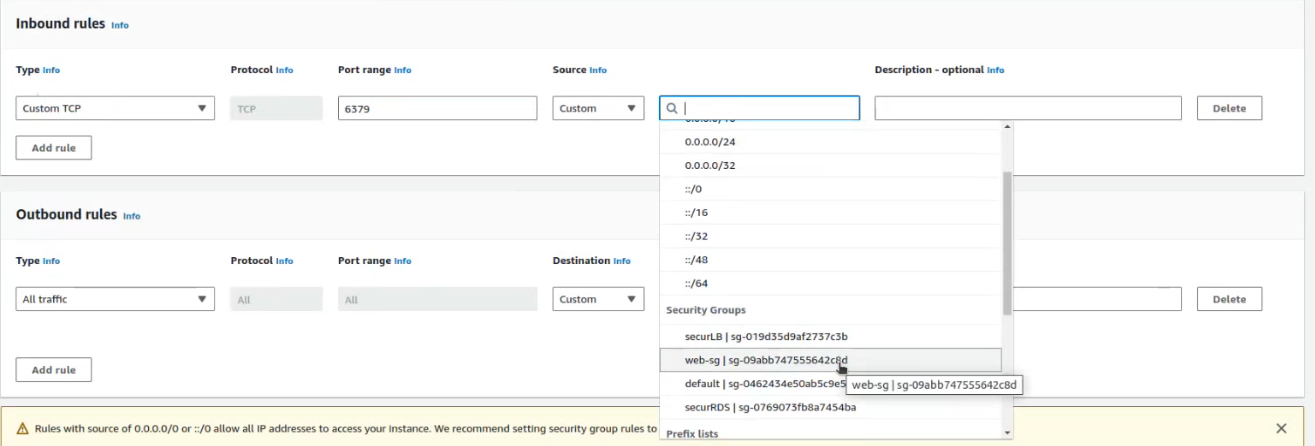 Inbound rules Info
Type Info Protocol Info Port range Info Source Info Description - optional Info
Custom TCP TCP 6379 Custom Delete
0.0.0.0/16
Add rule
0.0.0.0/24
0.0.0.0/32
::/0
::/16
Outbound rules Info
::/32
Type Info Protocol Info Port range Info Destination Info
::/48
::/64
All traffic All All Custom Delete
Security Groups
securLB | sg-019d35d9af2737c3b
web-sg | sg-09abb747555642c8d
Add rule
default | sg-0462434e50ab5c9e5
web-sg | sg-09abb747555642c8d
securRDS | sg-0769073fb8a7454ba
Rules with source of 0.0.0.0/0 or ::/0 allow all IP addresses to access your instance. We recommend setting security group rules to
Prefix lists